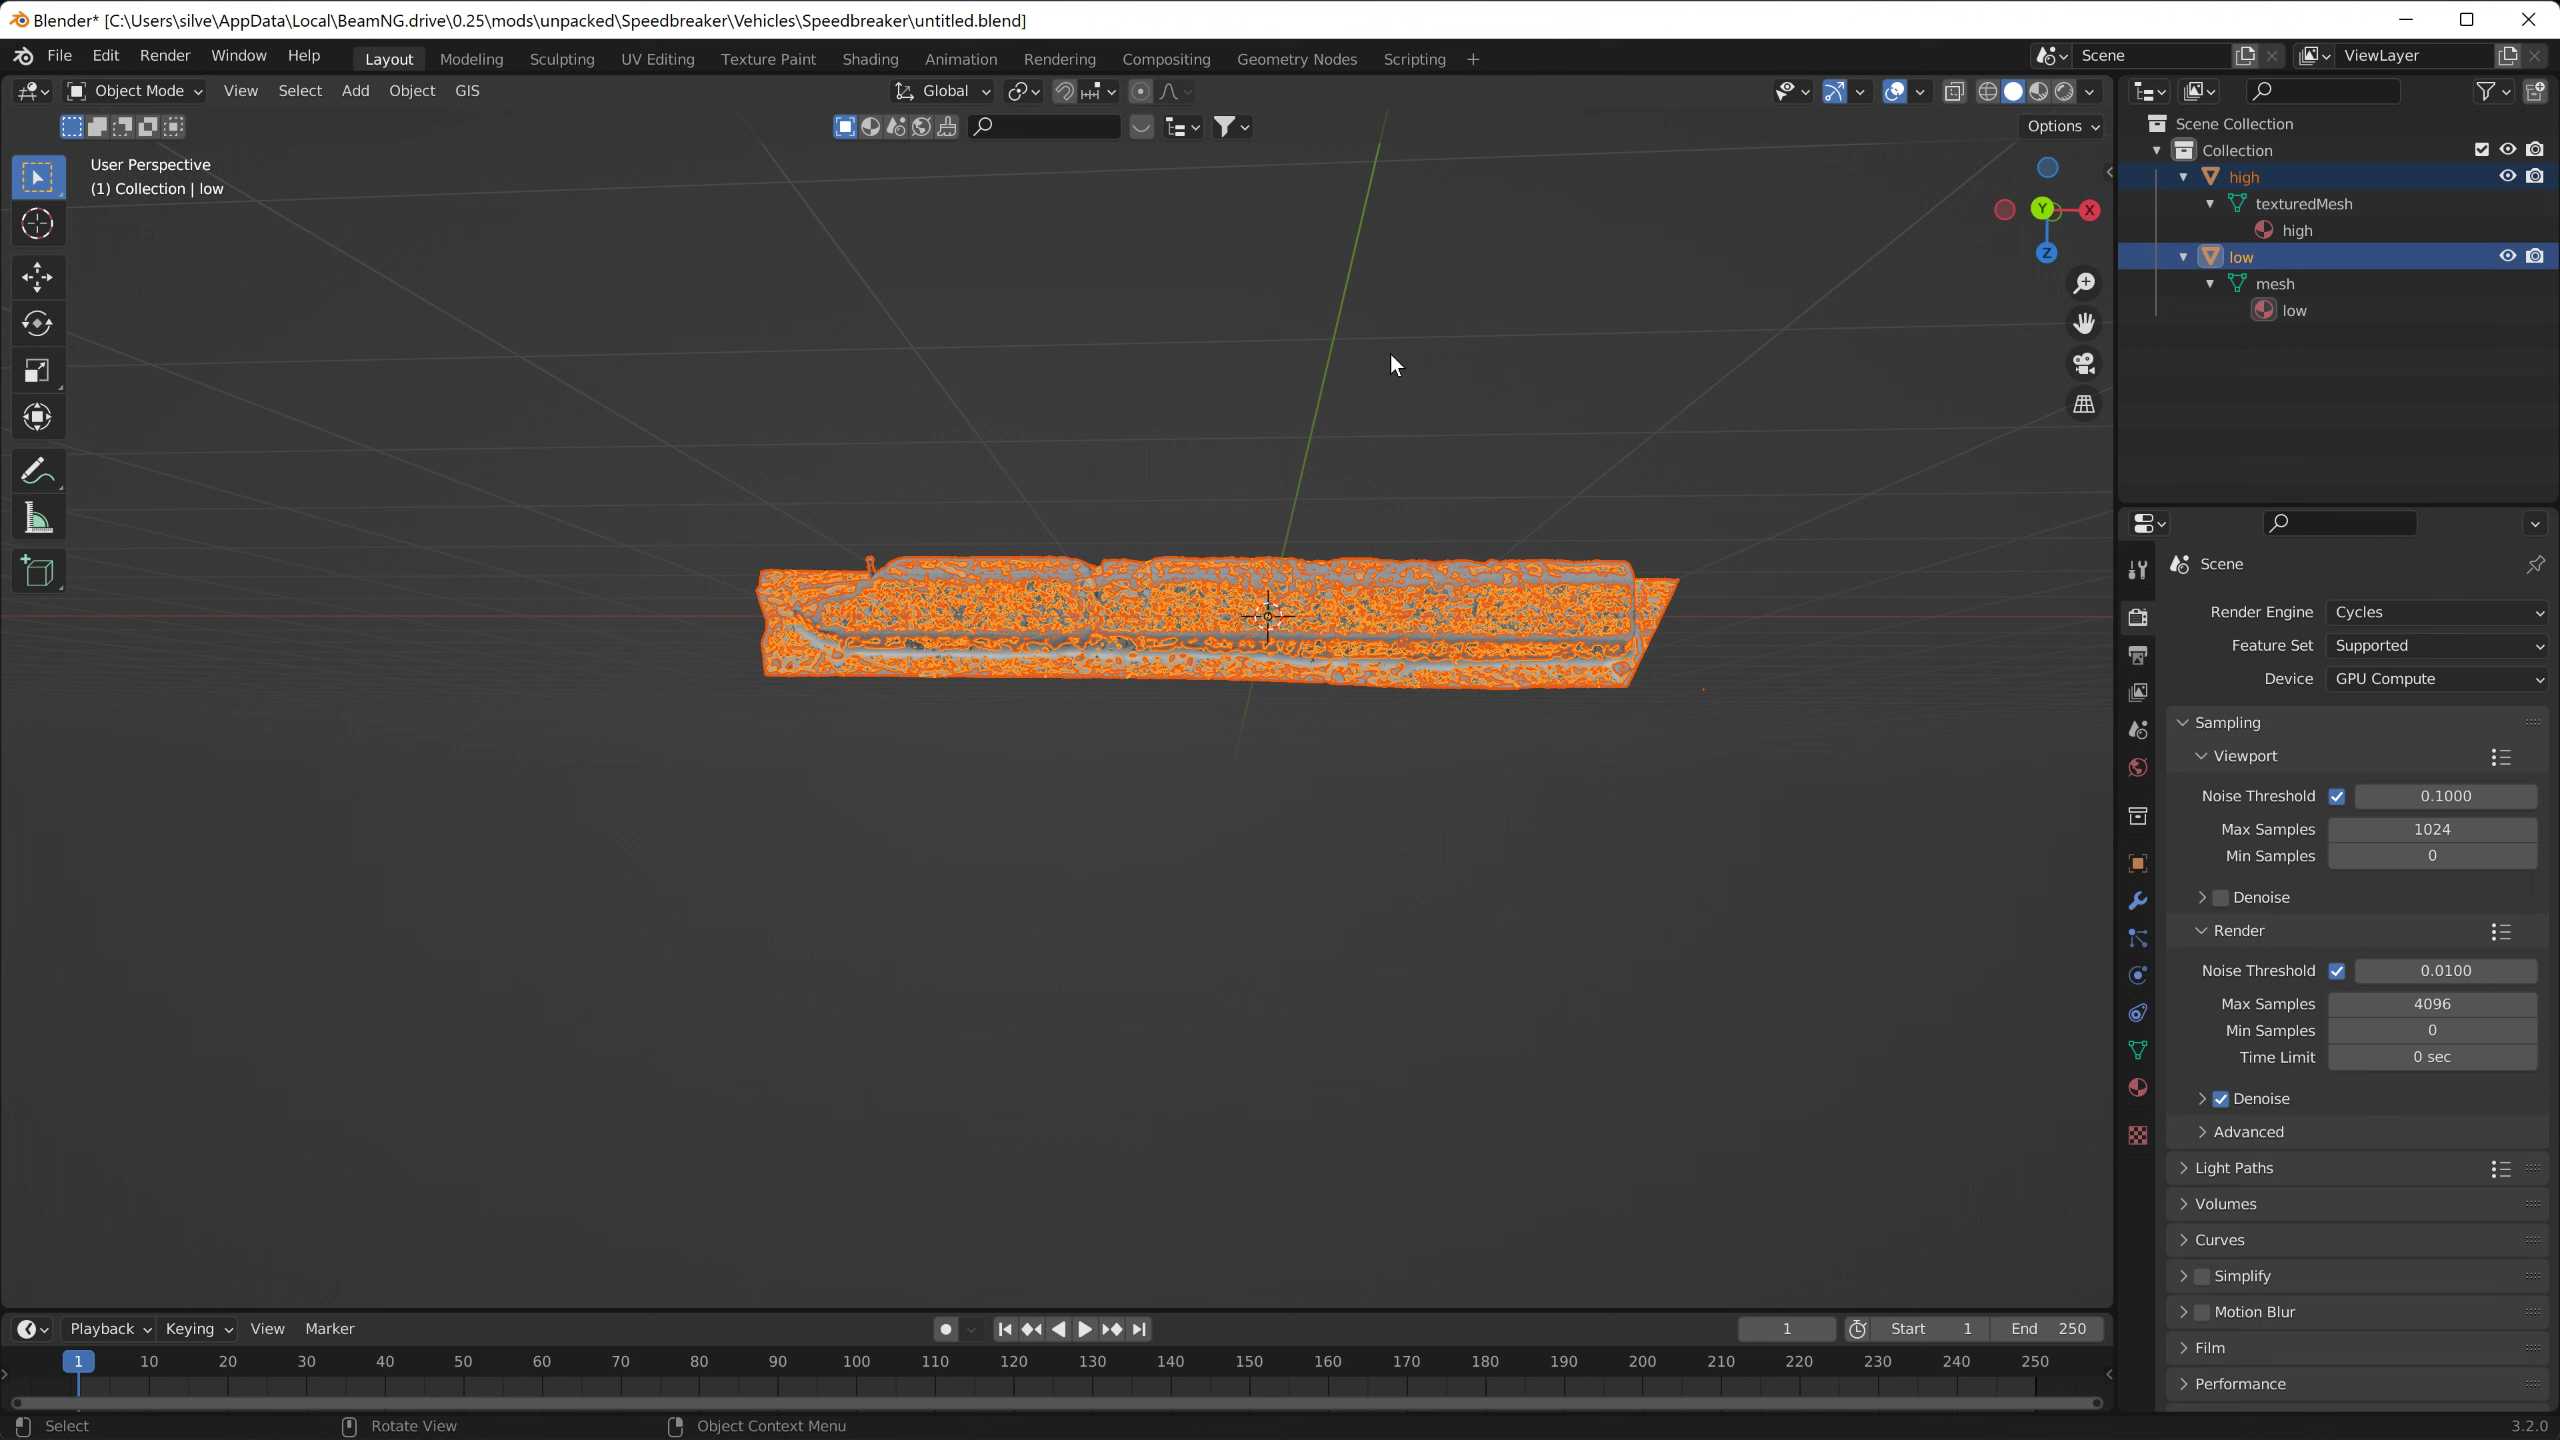 Blender* [C:\Users\silve\AppData\Local\BeamNG.drive\0.25\mods\unpacked\Speedbreaker\Vehicles\Speedbreaker\untitled.blend]
File Edit Render Window Help Layout Modeling Sculpting UV Editing Texture Paint Shading Animation Rendering Compositing Geometry Nodes Scripting + Scene ViewLayer
Object Mode View Select Add Object GIS Global
Options
User Perspective
(1) Collection | low
Y X
Z
Scene Collection
Collection
high
texturedMesh
high
low
mesh
low
Scene
Render Engine Cycles
Feature Set Supported
Device GPU Compute
Sampling
Viewport
Noise Threshold 0.1000
Max Samples 1024
Min Samples 0
Denoise
Render
Noise Threshold 0.0100
Max Samples 4096
Min Samples 0
Time Limit 0 sec
Denoise
Advanced
Light Paths
Volumes
Curves
Simplify
Motion Blur
Film
Performance
Playback Keying View Marker 1 Start 1 End 250
1 10 20 30 40 50 60 70 80 90 100 110 120 130 140 150 160 170 180 190 200 210 220 230 240 250
Select Rotate View Object Context Menu 3.2.0